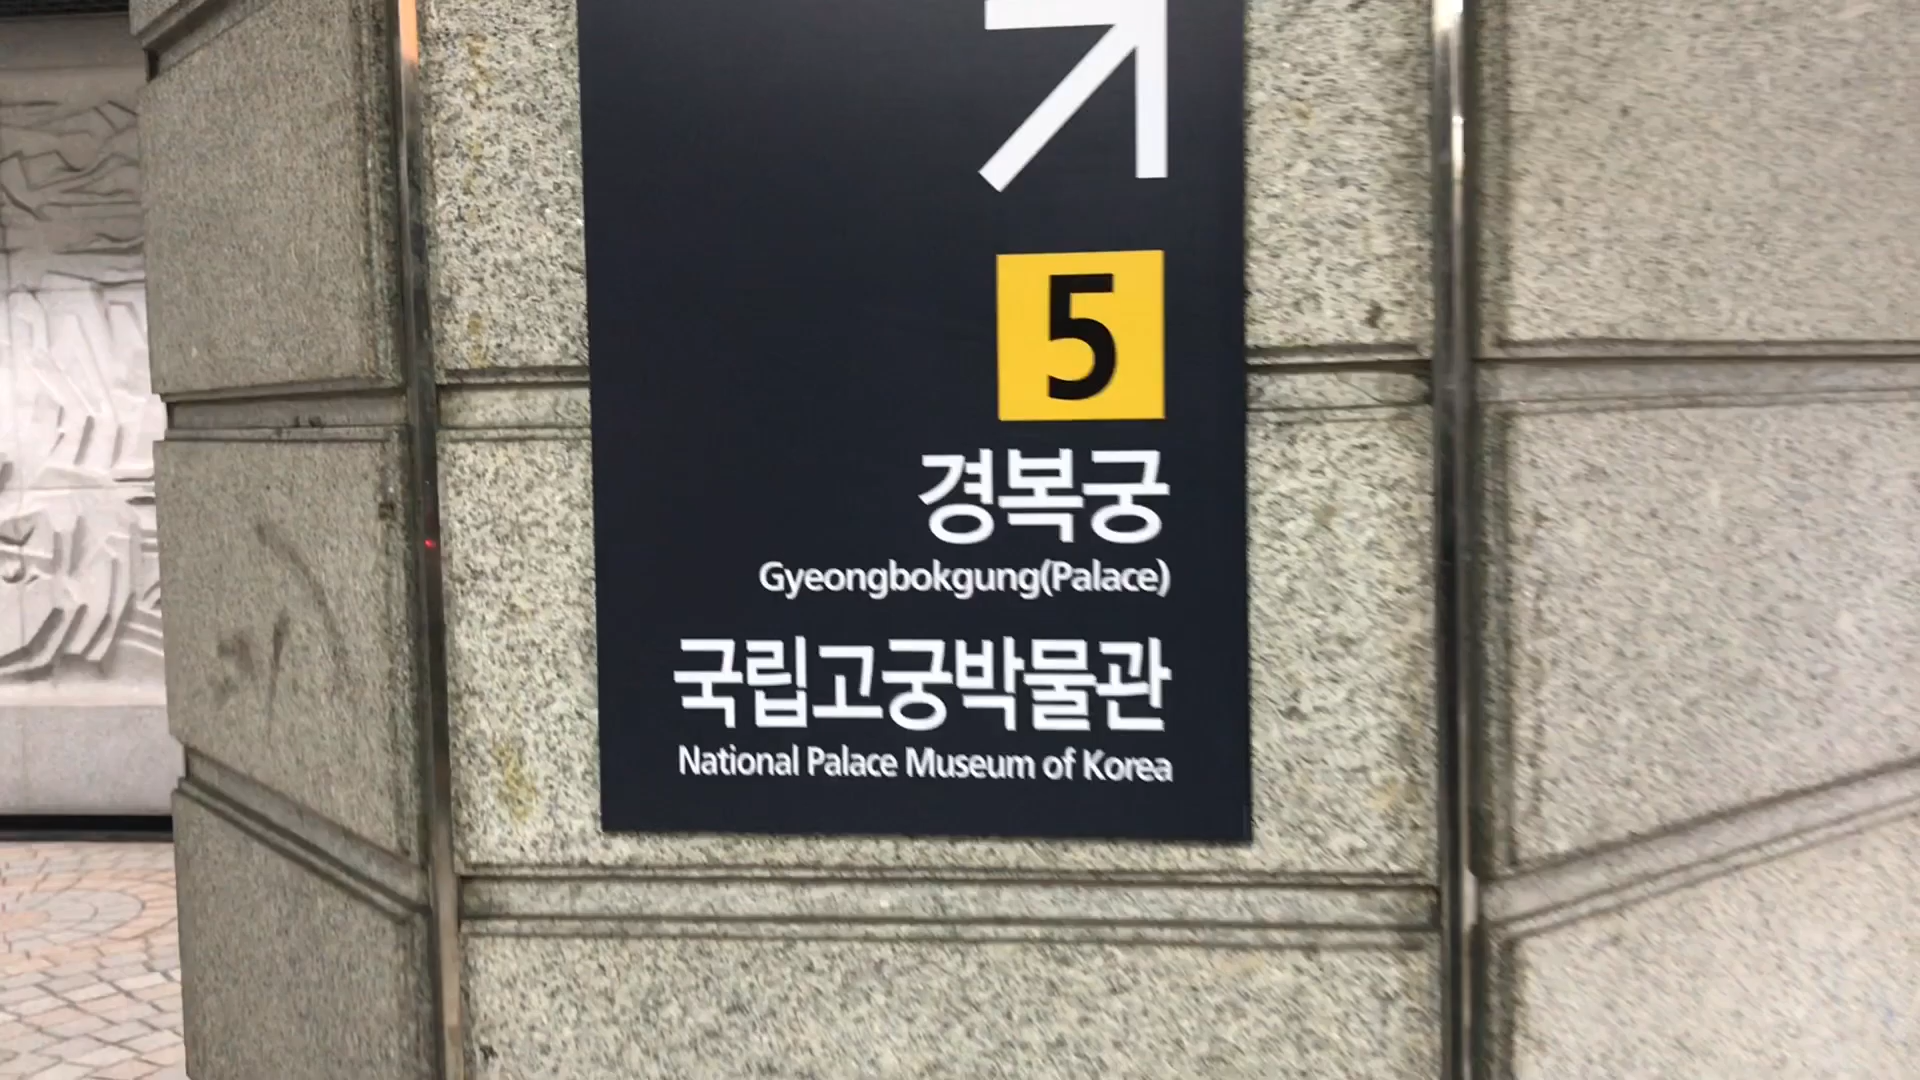 5
경복궁
Gyeongbokgung(Palace)
국립고궁박물관
National Palace Museum of Korea